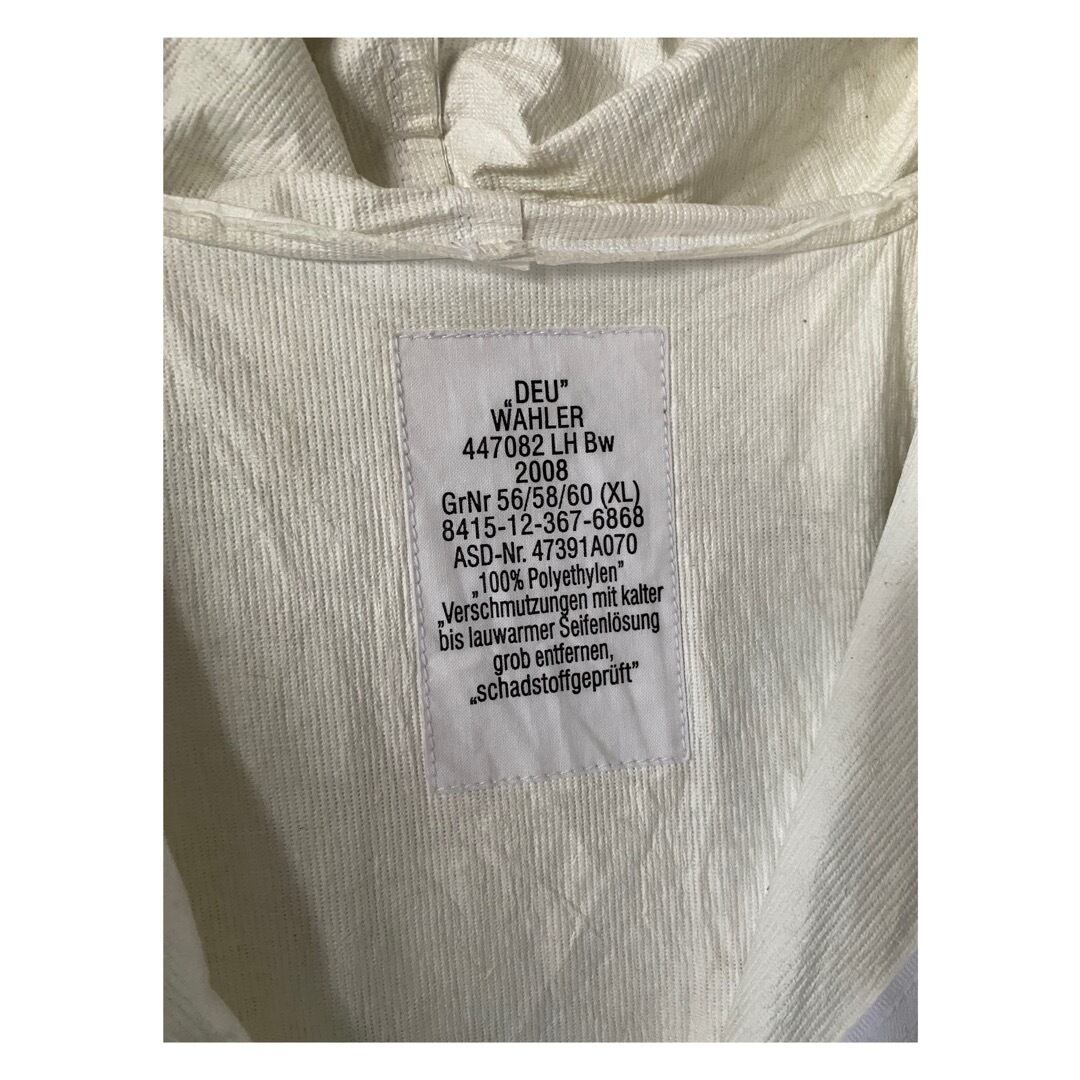 „DEU”
WAHLER
447082 LH Bw
2008
GrNr 56/58/60 (XL)
8415-12-367-6868
ASD-Nr. 47391A070
„100% Polyethylen”
„Verschmutzungen mit kalter
bis lauwarmer Seifenlösung
grob entfernen,
„schadstoffgeprüft”